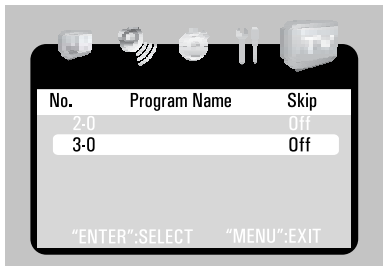 No. Program Name Skip
2-0 Off
3-0 Off
"ENTER":SELECT "MENU":EXIT